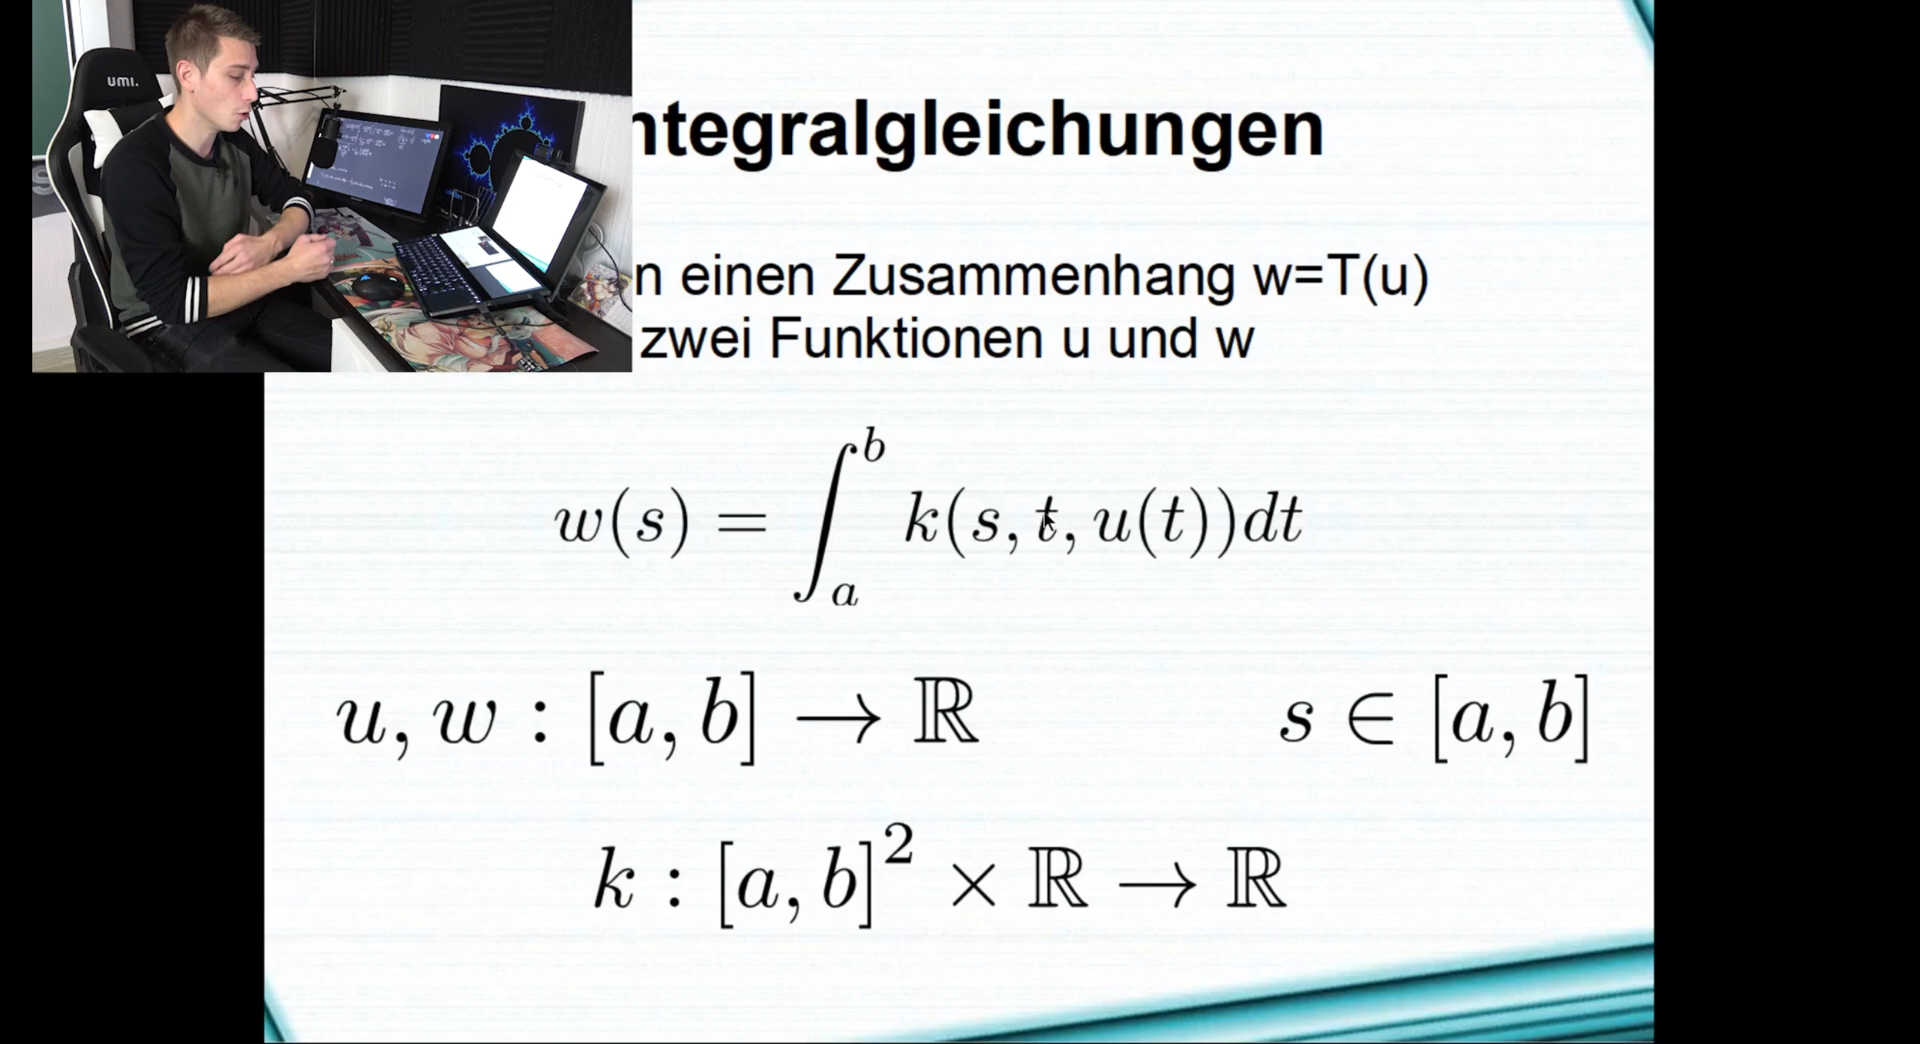 umi.
ntegralgleichungen
n einen Zusammenhang w=T(u)
zwei Funktionen u und w
w(s) = ∫_a^b k(s, t, u(t))dt
u, w : [a, b] → ℝ
s ∈ [a, b]
k : [a, b]² × ℝ → ℝ